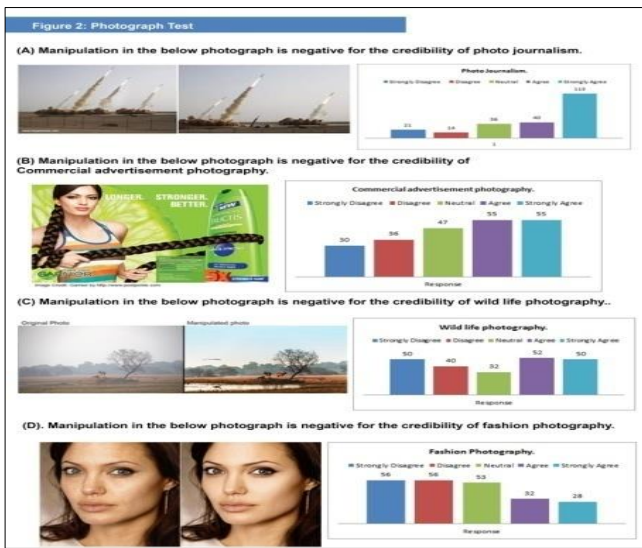 Figure 2: Photograph Test
(A) Manipulation in the below photograph is negative for the credibility of photo journalism.
Photo Journalism.
Strongly Disagree Disagree Neutral Agree Strongly Agree
113
21
14
36
40
1
(B) Manipulation in the below photograph is negative for the credibility of
Commercial advertisement photography.
LONGER. STRONGER.
BETTER.
NEW
FRUCTIS
GARNIER
5X
Commercial advertisement photography.
Strongly Disagree Disagree Neutral Agree Strongly Agree
30
36
47
55
55
Response
(C) Manipulation in the below photograph is negative for the credibility of wild life photography..
Original Photo
Manipulated photo
Wild life photography.
Strongly Disagree Disagree Neutral Agree Strongly Agree
50
40
32
52
50
Response
(D). Manipulation in the below photograph is negative for the credibility of fashion photography.
Fashion Photography.
Strongly Disagree Disagree Neutral Agree Strongly Agree
56
56
53
32
28
Response